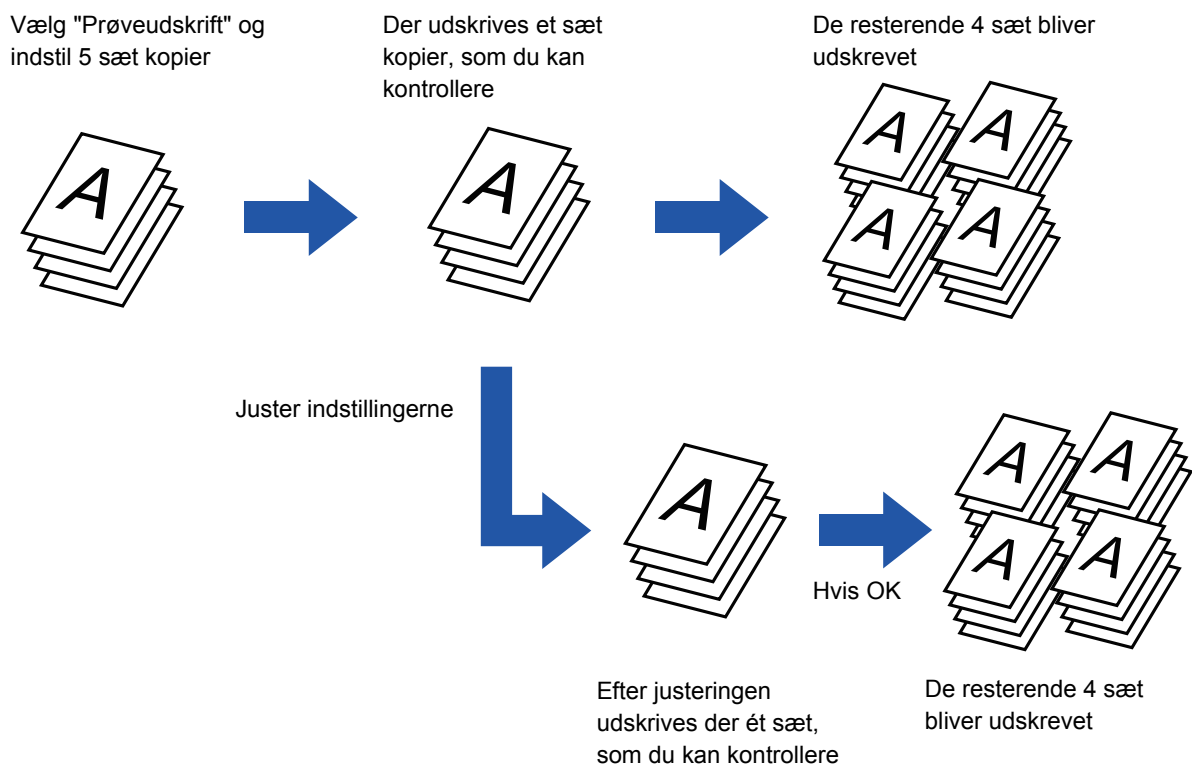 Vælg "Prøveudskrift" og
indstil 5 sæt kopier
Der udskrives et sæt
kopier, som du kan
kontrollere
De resterende 4 sæt bliver
udskrevet
A
A
A
A
A
A
Juster indstillingerne
A
Hvis OK
A
A
A
A
Efter justeringen
udskrives der ét sæt,
som du kan kontrollere
De resterende 4 sæt
bliver udskrevet